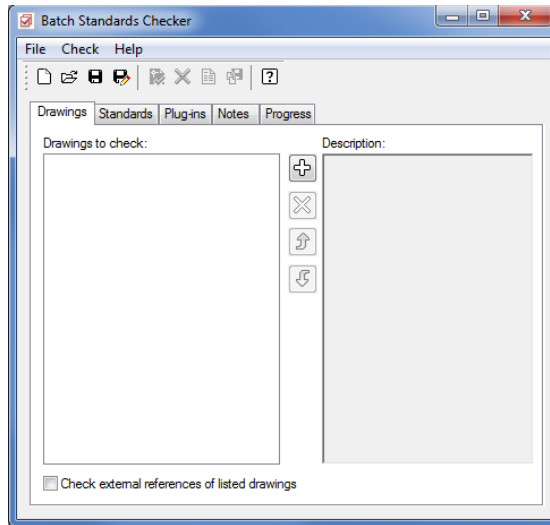 Batch Standards Checker
File Check Help
Drawings Standards Plug-ins Notes Progress
Drawings to check: Description:
Check external references of listed drawings